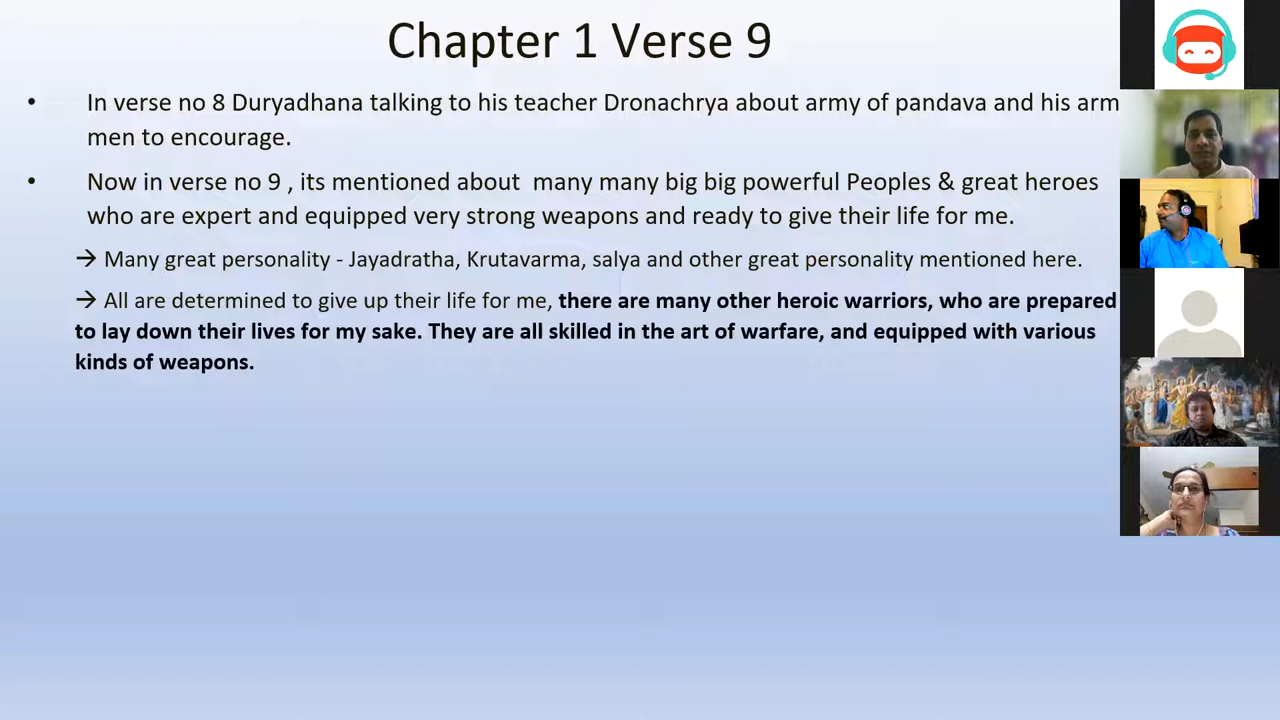 Chapter 1 Verse 9
• In verse no 8 Duryadhana talking to his teacher Dronachrya about army of pandava and his arm
men to encourage.
• Now in verse no 9 , its mentioned about  many many big big powerful Peoples & great heroes
who are expert and equipped very strong weapons and ready to give their life for me.
→ Many great personality - Jayadratha, Krutavarma, salya and other great personality mentioned here.
→ All are determined to give up their life for me, there are many other heroic warriors, who are prepared
to lay down their lives for my sake. They are all skilled in the art of warfare, and equipped with various
kinds of weapons.